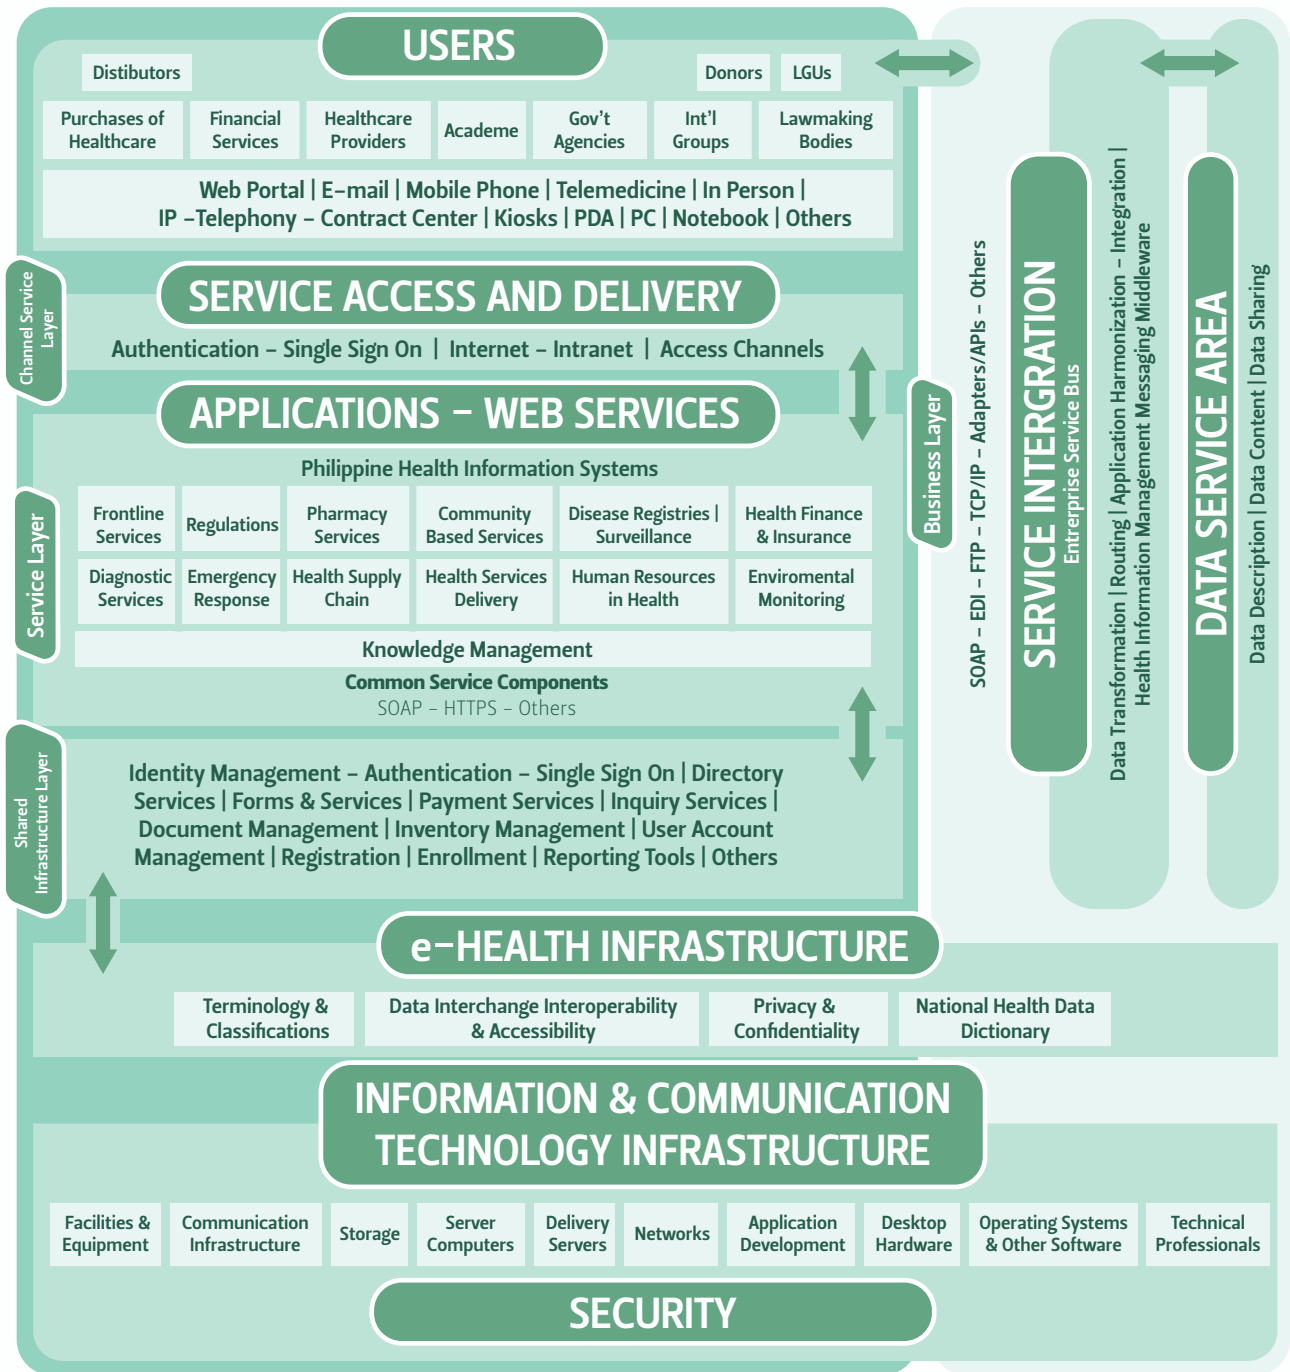 USERS
Distibutors
Donors
LGUs
Purchases of
Healthcare
Financial
Services
Healthcare
Providers
Academe
Gov't
Agencies
Int'l
Groups
Lawmaking
Bodies
Web Portal | E-mail | Mobile Phone | Telemedicine | In Person |
IP -Telephony - Contract Center | Kiosks | PDA | PC | Notebook | Others
Channel Service
Layer
SERVICE ACCESS AND DELIVERY
Authentication - Single Sign On | Internet - Intranet | Access Channels
APPLICATIONS - WEB SERVICES
Philippine Health Information Systems
Service Layer
Frontline
Services
Regulations
Pharmacy
Services
Community
Based Services
Disease Registries |
Surveillance
Health Finance
& Insurance
Diagnostic
Services
Emergency
Response
Health Supply
Chain
Health Services
Delivery
Human Resources
in Health
Enviromental
Monitoring
Knowledge Management
Common Service Components
SOAP - HTTPS - Others
Shared
Infrastructure Layer
Identity Management - Authentication - Single Sign On | Directory
Services | Forms & Services | Payment Services | Inquiry Services |
Document Management | Inventory Management | User Account
Management | Registration | Enrollment | Reporting Tools | Others
Business Layer
SOAP - EDI - FTP - TCP/IP - Adapters/APIs - Others
SERVICE INTERGRATION
Entrerprise Service Bus
Data Transformation | Routing | Application Harmonization - Integration |
Health Information Management Messaging Middleware
DATA SERVICE AREA
Data Description | Data Content | Data Sharing
e-HEALTH INFRASTRUCTURE
Terminology &
Classifications
Data Interchange Interoperability
& Accessibility
Privacy &
Confidentiality
National Health Data
Dictionary
INFORMATION & COMMUNICATION
TECHNOLOGY INFRASTRUCTURE
Facilities &
Equipment
Communication
Infrastructure
Storage
Server
Computers
Delivery
Servers
Networks
Application
Development
Desktop
Hardware
Operating Systems
& Other Software
Technical
Professionals
SECURITY